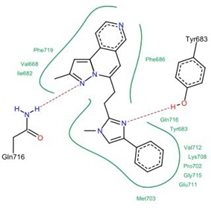 N
Tyr683
Phe719
Val668
Ile682
Phe686
N
N
H
H
N
H
O
Gln716
Tyr683
N
N
O
Gln716
Val712
Lys708
Pro702
Gly715
Glu711
Met703